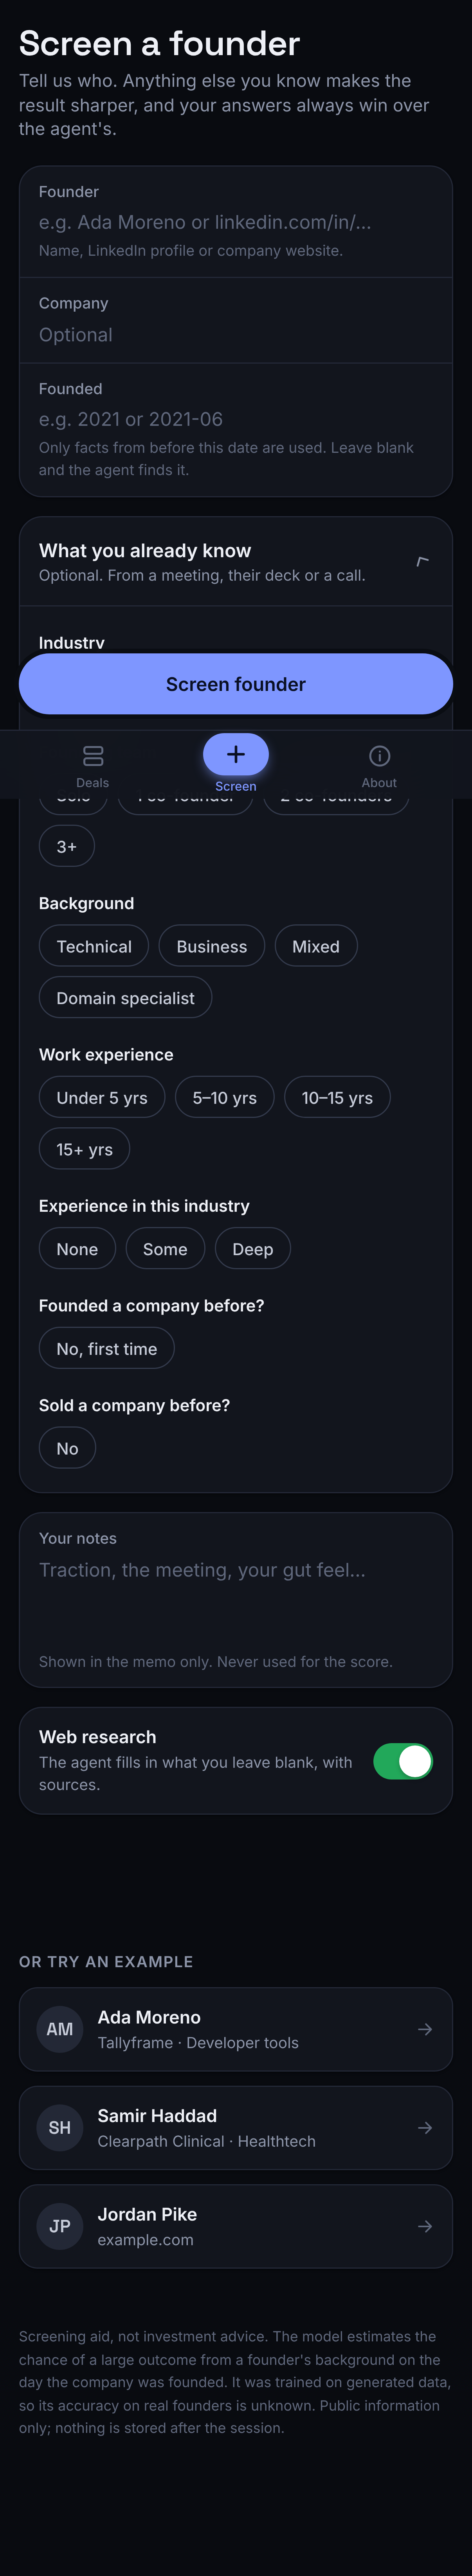 Screen a founder
Tell us who. Anything else you know makes the
result sharper, and your answers always win over
the agent's.
Founder
e.g. Ada Moreno or linkedin.com/in/...
Name, LinkedIn profile or company website.
Company
Optional
Founded
e.g. 2021 or 2021-06
Only facts from before this date are used. Leave blank
and the agent finds it.
What you already know
Optional. From a meeting, their deck or a call.
Industry
Screen founder
Deals
Screen
About
3+
Background
Technical
Business
Mixed
Domain specialist
Work experience
Under 5 yrs
5–10 yrs
10–15 yrs
15+ yrs
Experience in this industry
None
Some
Deep
Founded a company before?
No, first time
Sold a company before?
No
Your notes
Traction, the meeting, your gut feel...
Shown in the memo only. Never used for the score.
Web research
The agent fills in what you leave blank, with
sources.
OR TRY AN EXAMPLE
AM
Ada Moreno
Tallyframe · Developer tools
SH
Samir Haddad
Clearpath Clinical · Healthtech
JP
Jordan Pike
example.com
Screening aid, not investment advice. The model estimates the
chance of a large outcome from a founder's background on the
day the company was founded. It was trained on generated data,
so its accuracy on real founders is unknown. Public information
only; nothing is stored after the session.